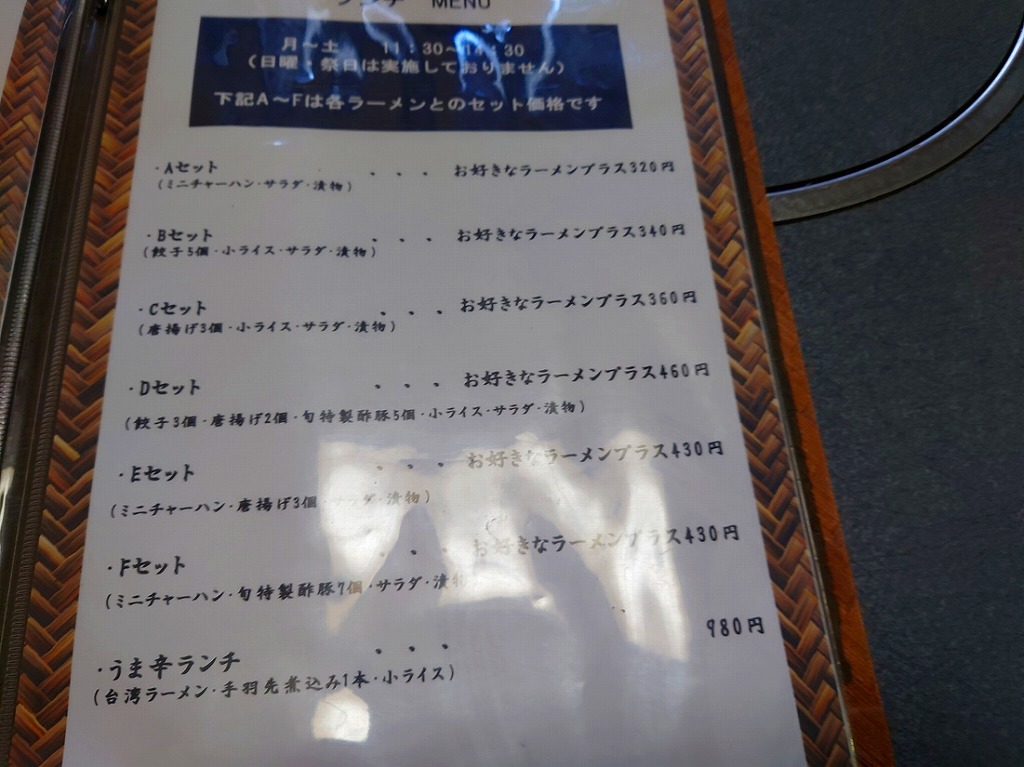 ランチ MENU
月～土 11：30～14：30
（日曜・祭日は実施しておりません）
下記A～Fは各ラーメンとのセット価格です
・Aセット ・・・ お好きなラーメンプラス320円
（ミニチャーハン・サラダ・漬物）
・Bセット ・・・ お好きなラーメンプラス340円
（餃子5個・小ライス・サラダ・漬物）
・Cセット ・・・ お好きなラーメンプラス360円
（唐揚げ3個・小ライス・サラダ・漬物）
・Dセット ・・・ お好きなラーメンプラス460円
（餃子3個・唐揚げ2個・旬特製酢豚5個・小ライス・サラダ・漬物）
・Eセット ・・・ お好きなラーメンプラス430円
（ミニチャーハン・唐揚げ3個・サラダ・漬物）
・Fセット ・・・ お好きなラーメンプラス430円
（ミニチャーハン・旬特製酢豚7個・サラダ・漬物
・うま辛ランチ ・・・ 980円
（台湾ラーメン・手羽先煮込み1本・小ライス）